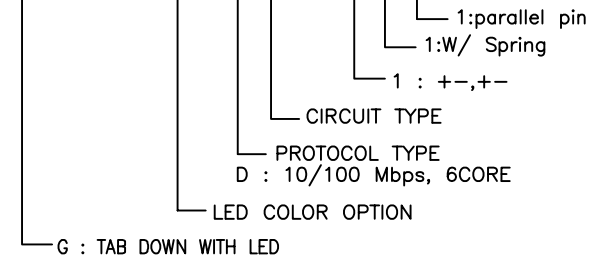 1:parallel pin
1:W/ Spring
1 : +-,+-
CIRCUIT TYPE
PROTOCOL TYPE
D : 10/100 Mbps, 6CORE
LED COLOR OPTION
G : TAB DOWN WITH LED